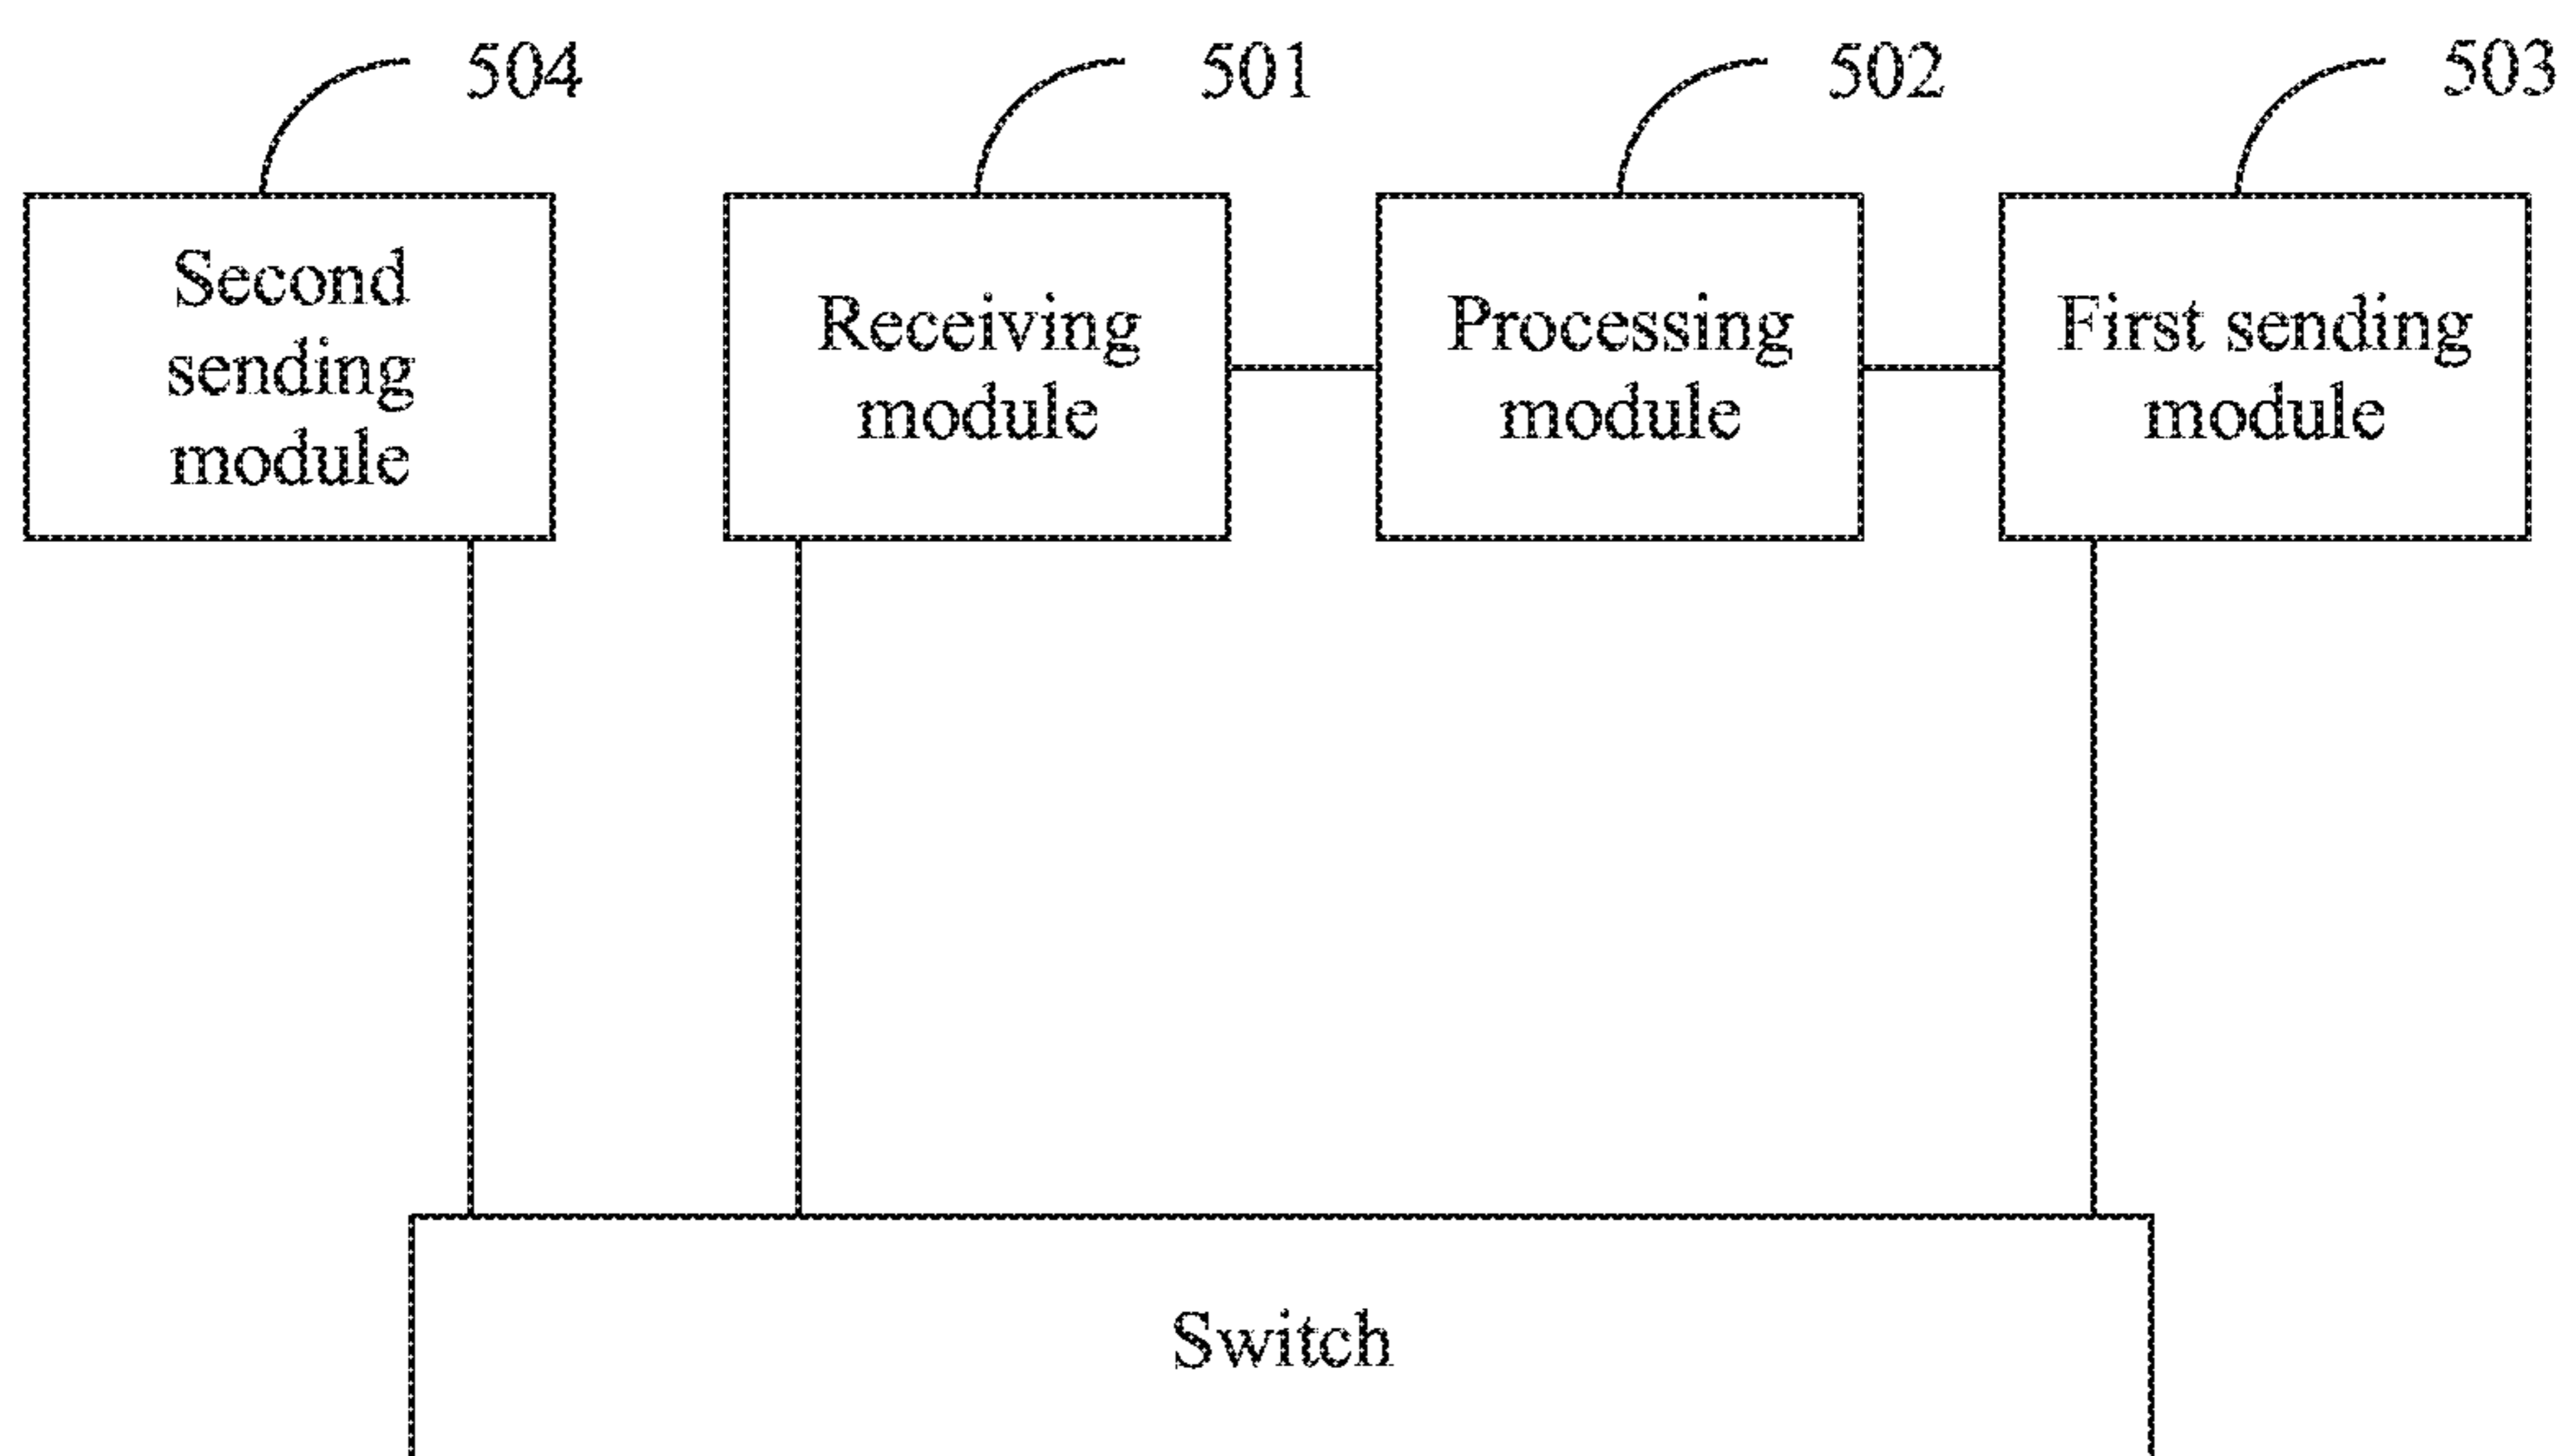 504
501
502
503
Second
sending
module
Receiving
module
Processing
module
First sending
module
Switch